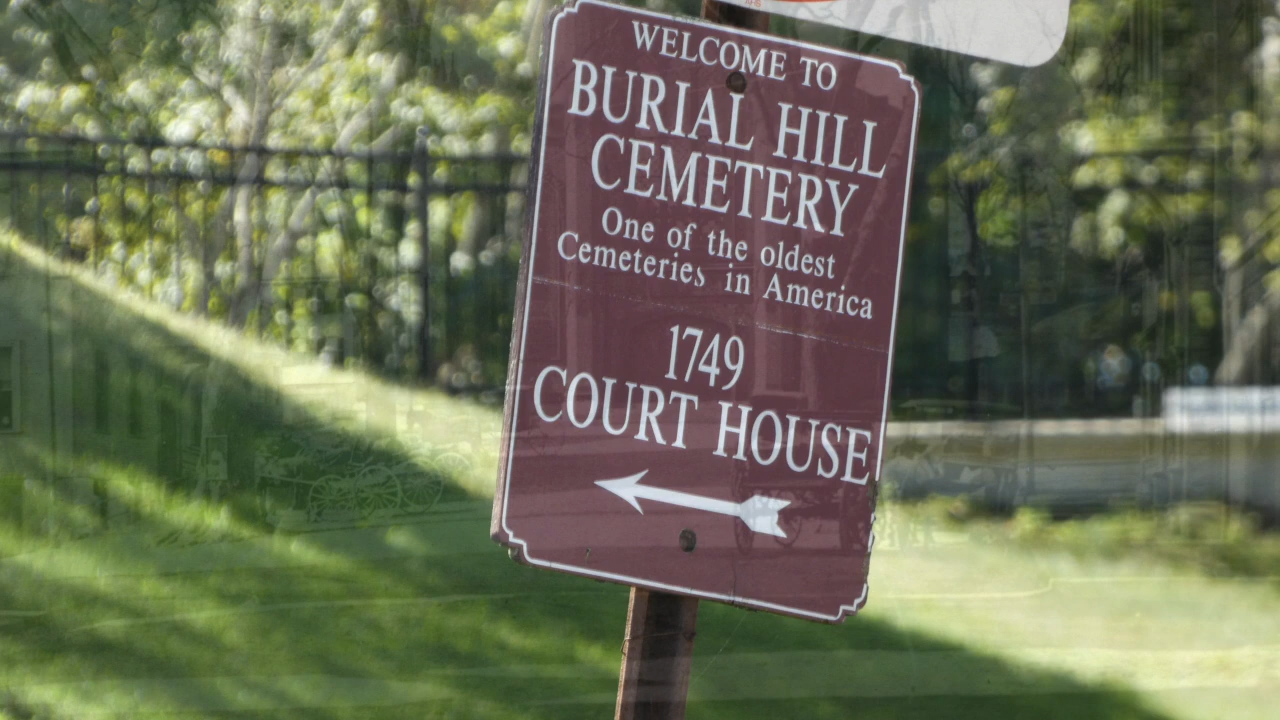 WELCOME TO
BURIAL HILL
CEMETERY
One of the oldest
Cemeteries in America
1749
COURT HOUSE